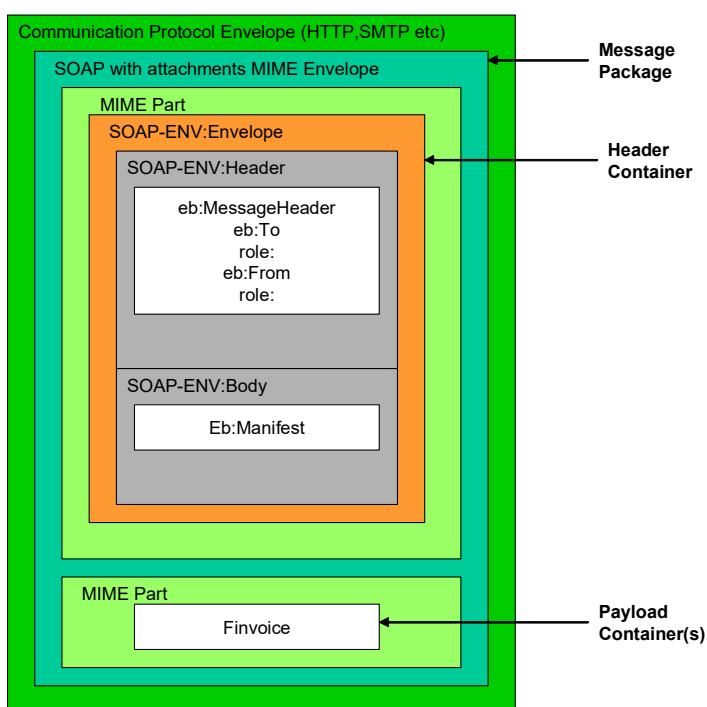 Communication Protocol Envelope (HTTP,SMTP etc)
SOAP with attachments MIME Envelope
Message
Package
MIME Part
SOAP-ENV:Envelope
Header
Container
SOAP-ENV:Header
eb:MessageHeader
eb:To
role:
eb:From
role:
SOAP-ENV:Body
Eb:Manifest
MIME Part
Finvoice
Payload
Container(s)